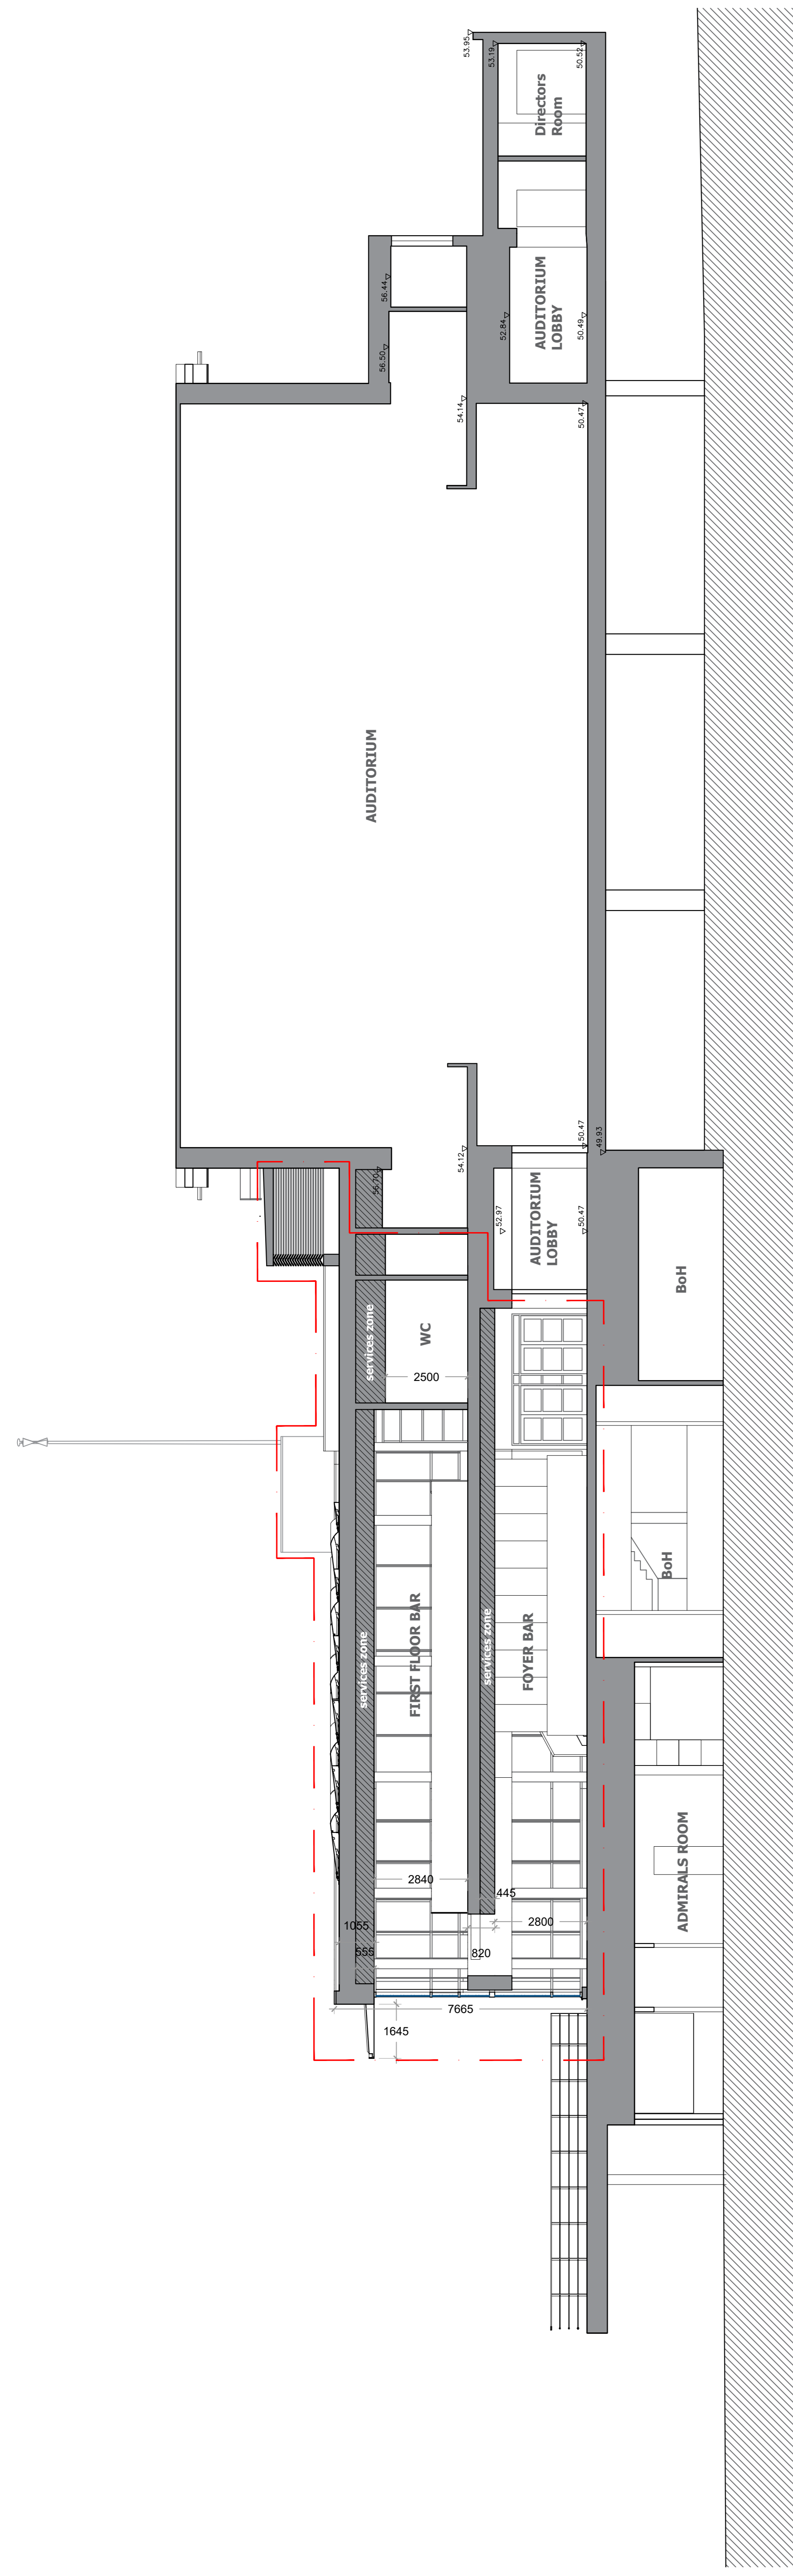 53.95
53.19
50.52
Directors
Room
56.44
56.50
52.84
50.49
AUDITORIUM
LOBBY
54.14
50.47
AUDITORIUM
54.12
50.47
49.93
56.70
52.97
50.47
AUDITORIUM
LOBBY
BoH
services zone
WC
2500
BoH
services zone
FIRST FLOOR BAR
services zone
FOYER BAR
ADMIRALS ROOM
2840
445
2800
1055
555
820
7665
1645